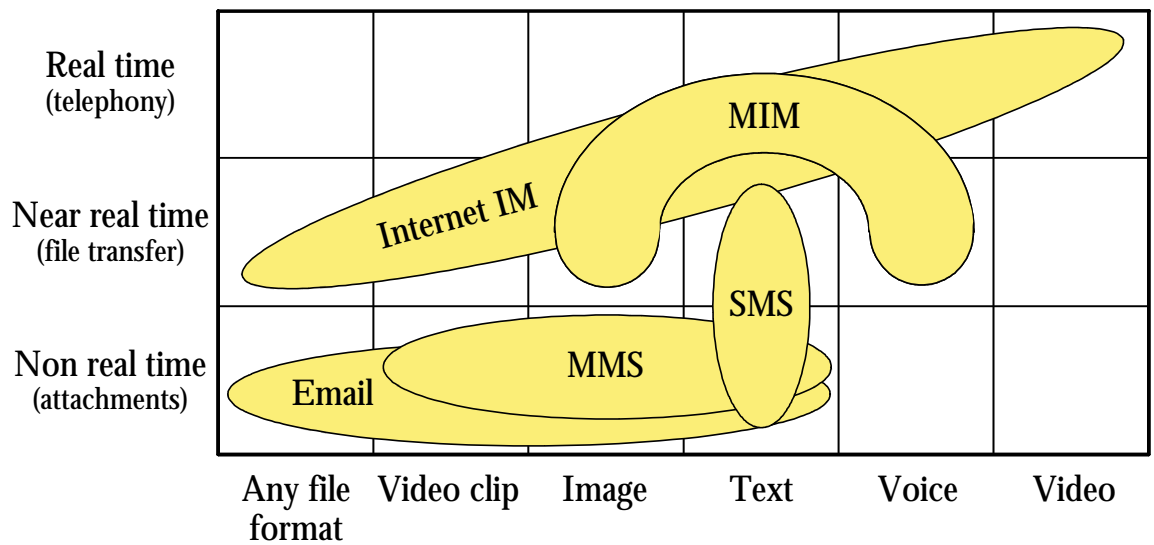 Real time
(telephony)
MIM
Near real time
(file transfer)
Internet IM
SMS
Non real time
(attachments)
MMS
Email
Any file
format
Video clip
Image
Text
Voice
Video